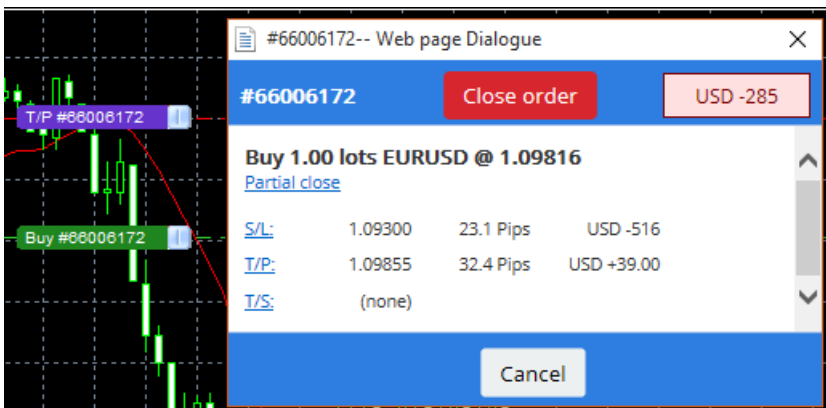 #66006172-- Web page Dialogue
#66006172 Close order USD -285
T/P #66006172
Buy 1.00 lots EURUSD @ 1.09816
Partial close
Buy #66006172
S/L: 1.09300 23.1 Pips USD -516
T/P: 1.09855 32.4 Pips USD +39.00
T/S: (none)
Cancel